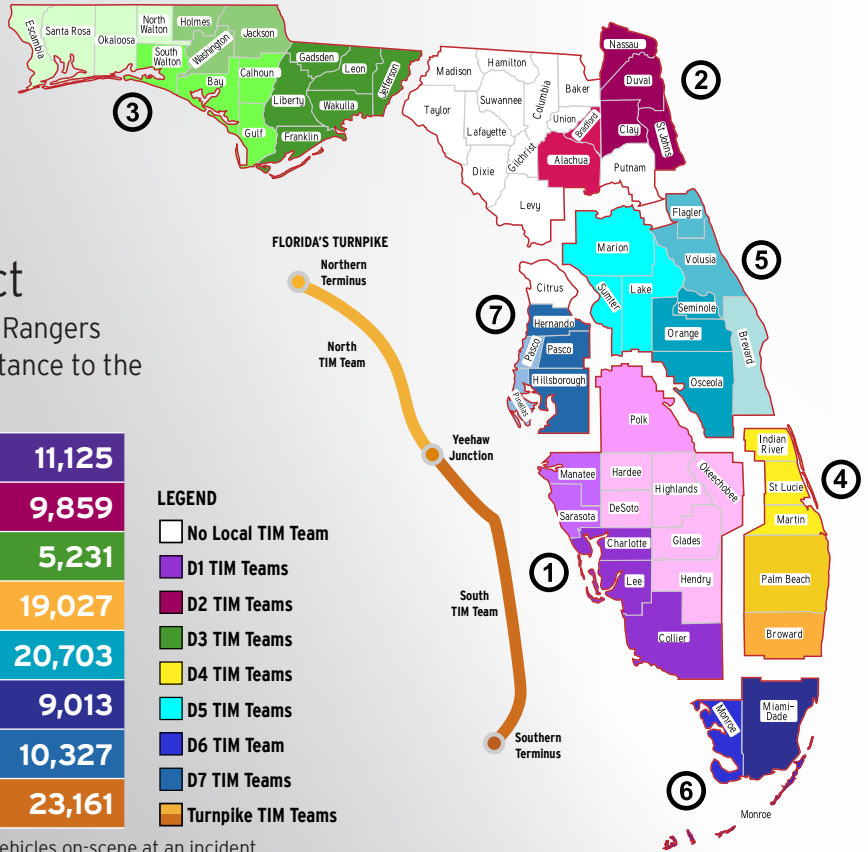 Escambia
Santa Rosa
Okaloosa
North
Walton
Holmes
Washington
Jackson
South
Walton
Bay
Calhoun
Gulf
Gadsden
Liberty
Leon
Wakulla
Jefferson
Franklin
3
Madison
Hamilton
Taylor
Suwannee
Columbia
Baker
Lafayette
Union
Bradford
Dixie
Gilchrist
Alachua
Levy
Nassau
Duval
Clay
St Johns
Putnam
2
Flagler
Marion
Volusia
Sumter
Lake
Seminole
Orange
Brevard
Osceola
5
Citrus
Hernando
Pasco
Pasco
Hillsborough
Pinellas
7
Polk
Manatee
Hardee
Highlands
Okeechobee
Sarasota
DeSoto
Charlotte
Glades
Lee
Hendry
Collier
1
Indian
River
St Lucie
Martin
Palm Beach
Broward
4
Monroe
Miami-
Dade
6
Monroe
FLORIDA'S TURNPIKE
Northern
Terminus
North
TIM Team
Yeehaw
Junction
South
TIM Team
Southern
Terminus
ct
Rangers
tance to the
11,125
9,859
5,231
19,027
20,703
9,013
10,327
23,161
ehicles on-scene at an incident
LEGEND
No Local TIM Team
D1 TIM Teams
D2 TIM Teams
D3 TIM Teams
D4 TIM Teams
D5 TIM Teams
D6 TIM Team
D7 TIM Teams
Turnpike TIM Teams